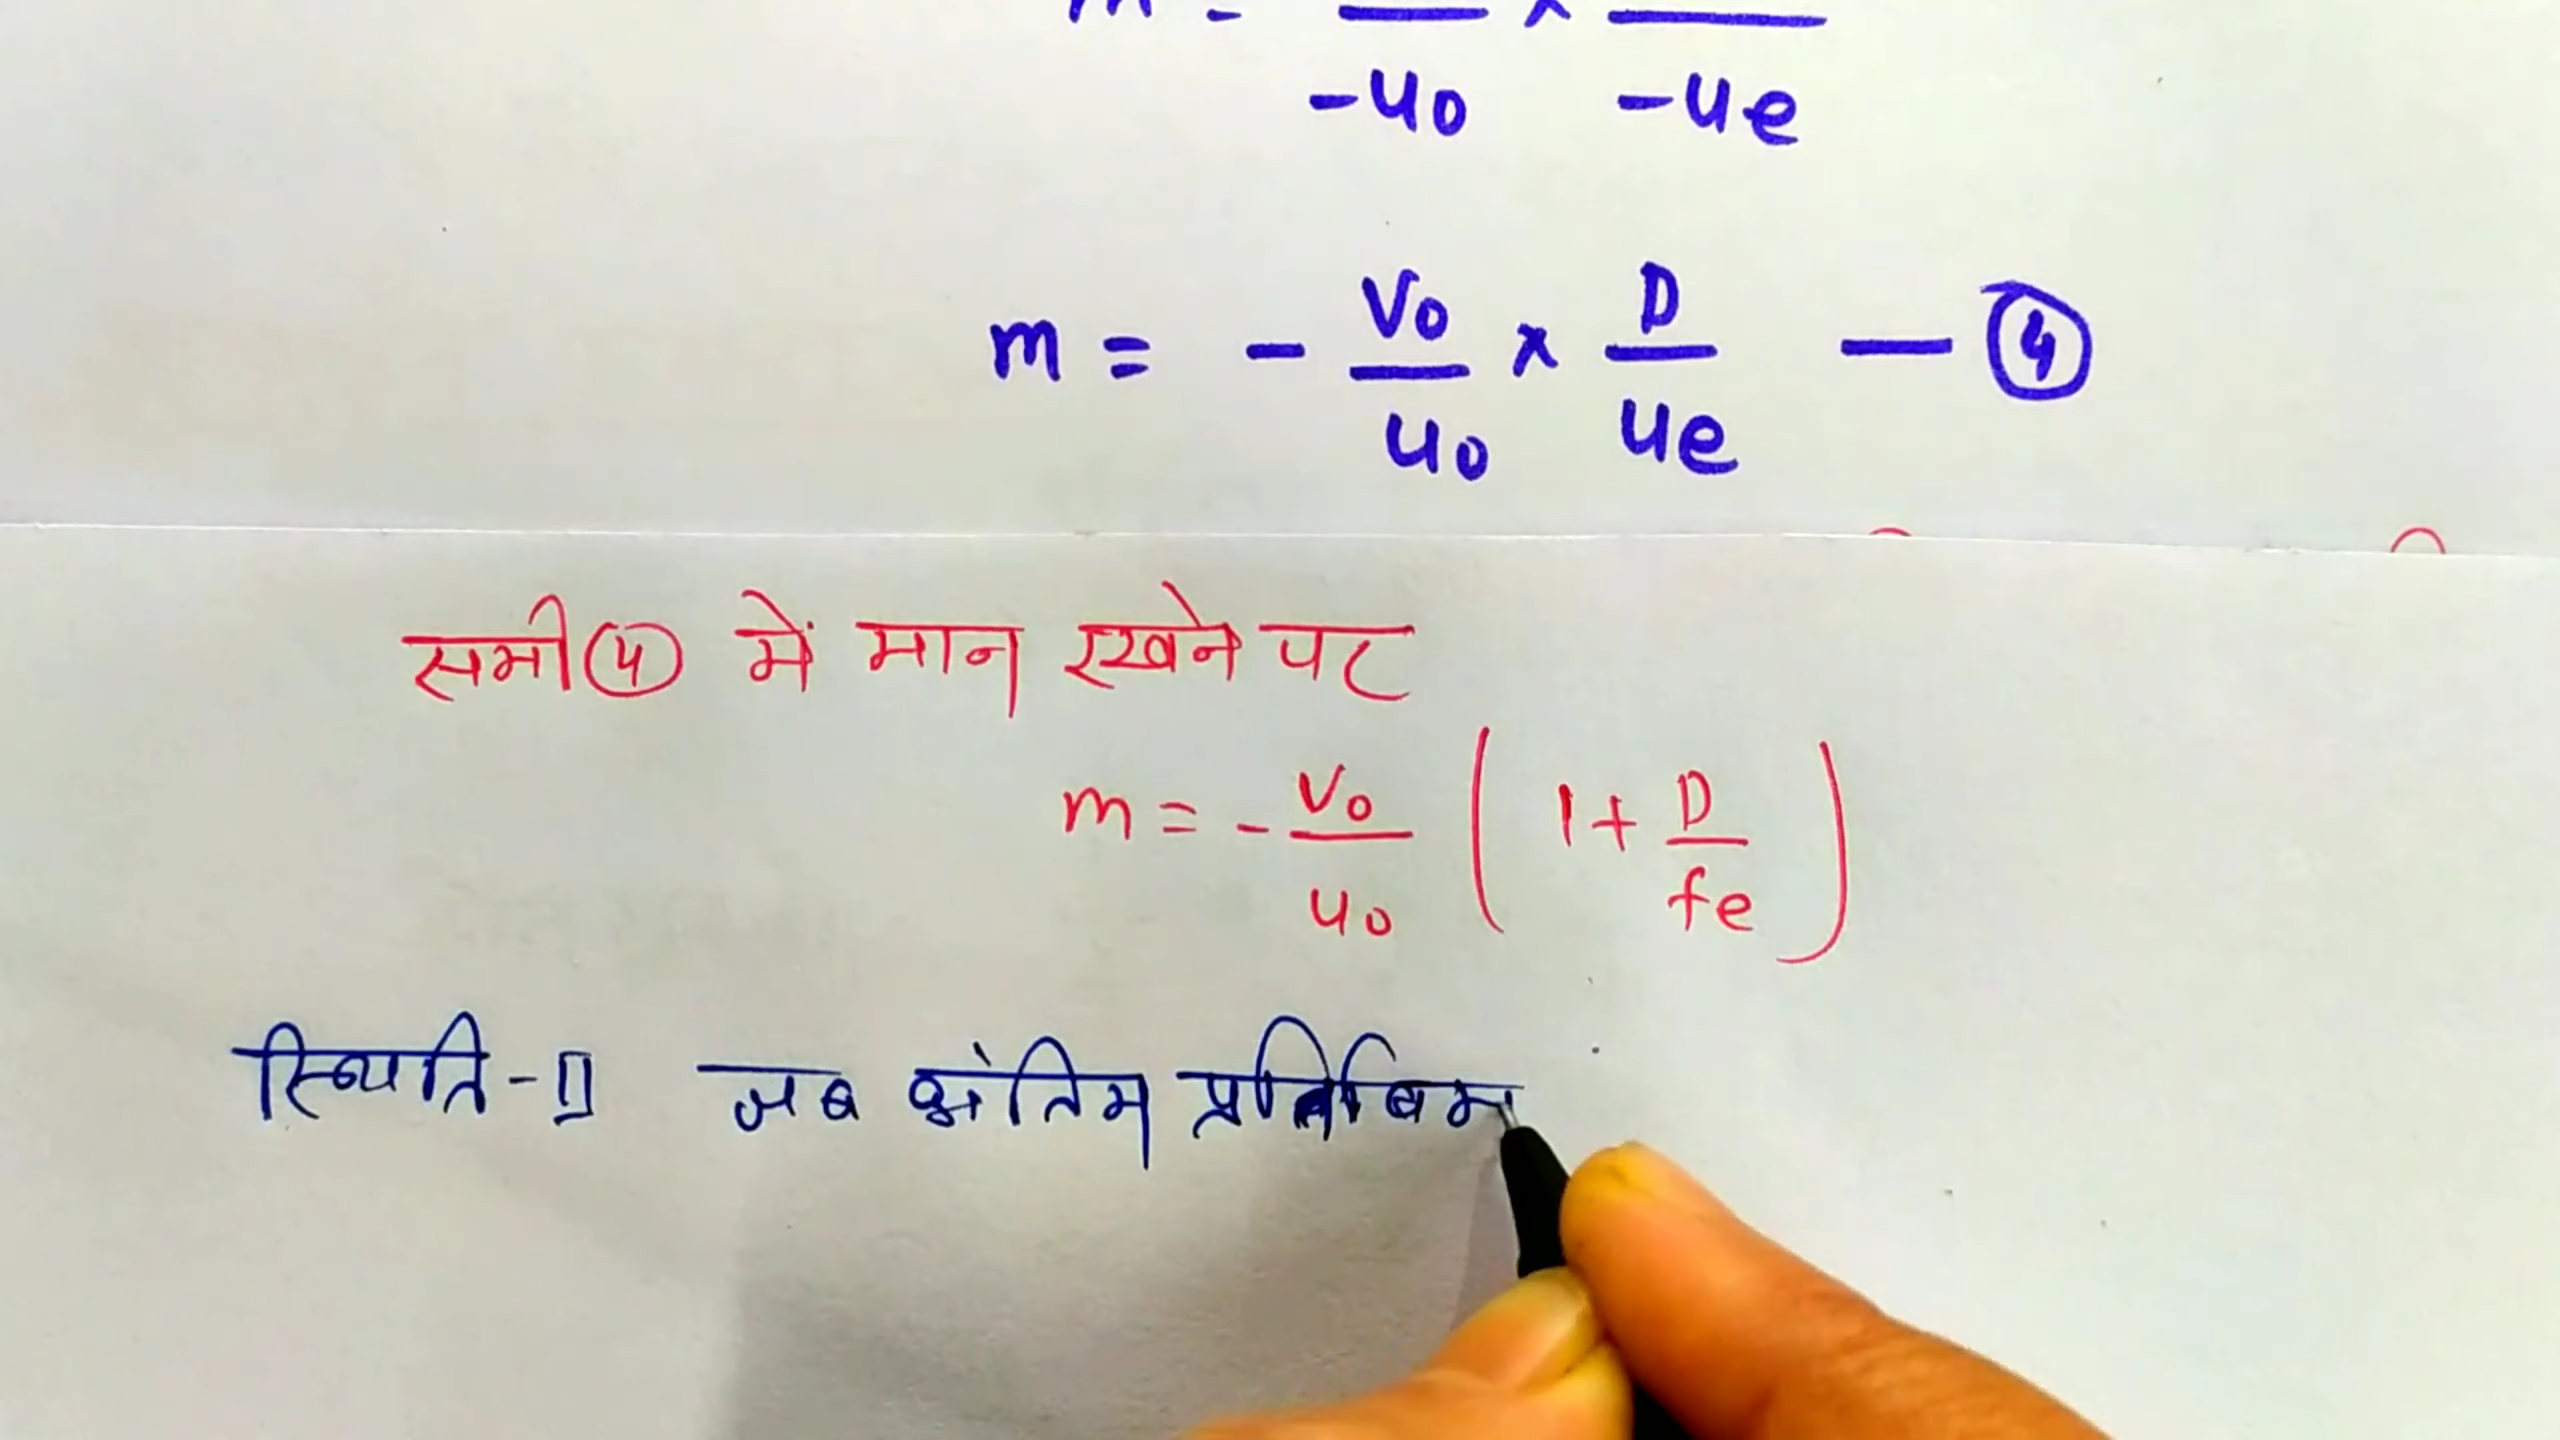 m = ×
-u₀ -ue
m = - V₀/u₀ × D/ue — ④
समी ④ में मान रखने पर
m = - V₀/u₀ ( 1 + D/fe )
स्थिति-II जब अंतिम प्रतिबिम